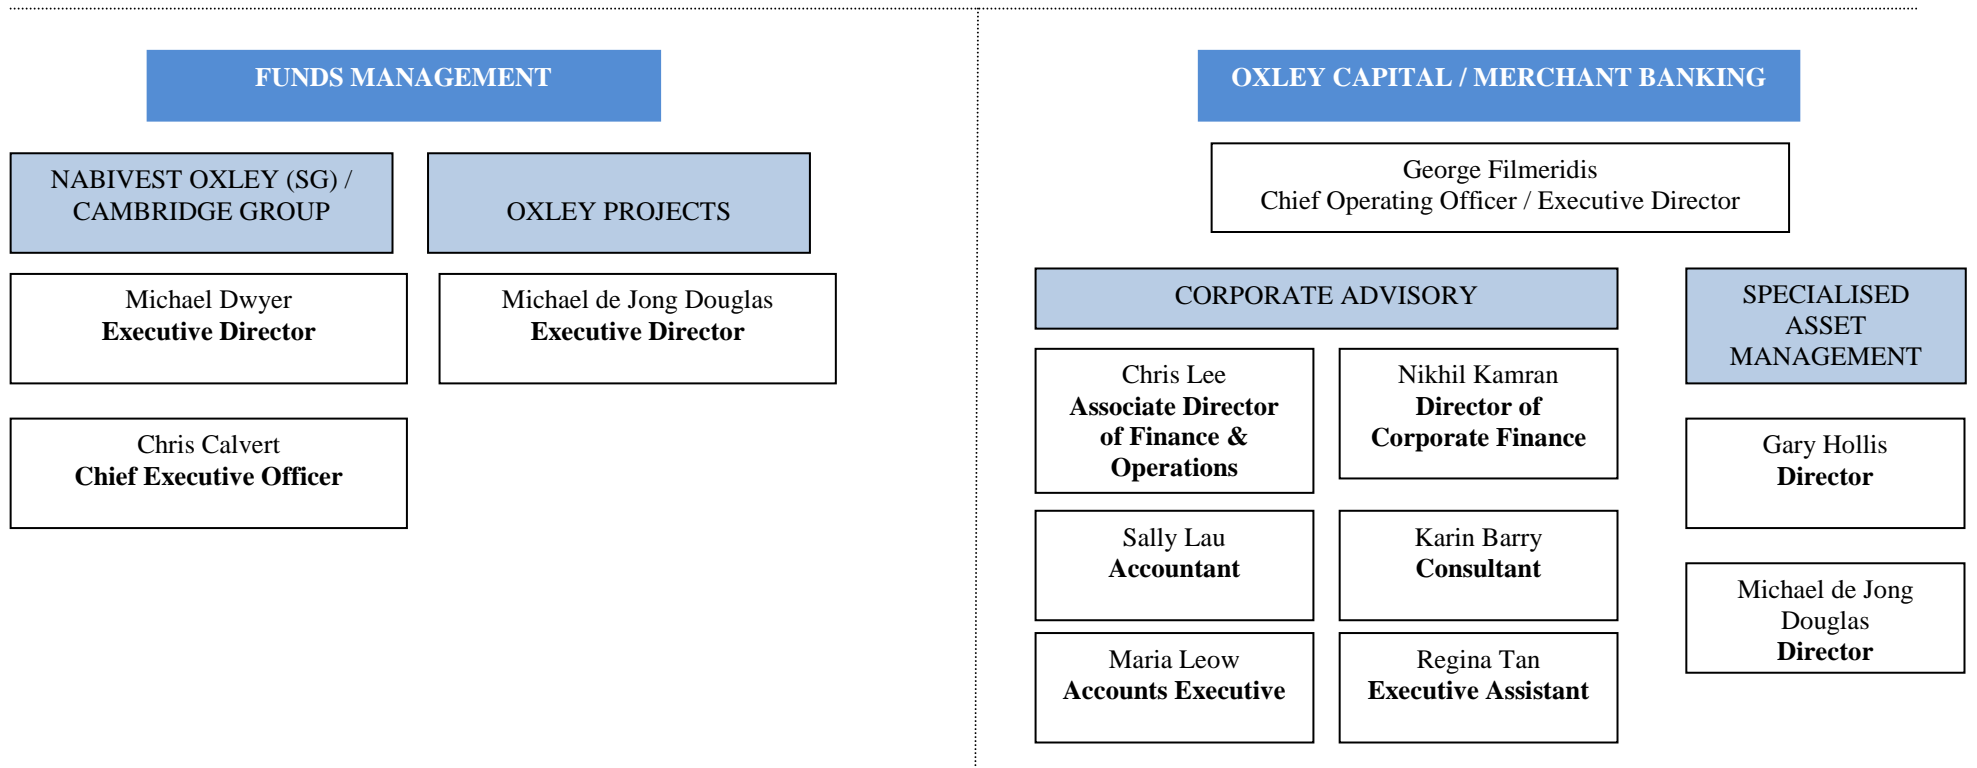 FUNDS MANAGEMENT
NABIVEST OXLEY (SG) /
CAMBRIDGE GROUP
OXLEY PROJECTS
Michael Dwyer
Executive Director
Michael de Jong Douglas
Executive Director
Chris Calvert
Chief Executive Officer
OXLEY CAPITAL / MERCHANT BANKING
George Filmeridis
Chief Operating Officer / Executive Director
CORPORATE ADVISORY
Chris Lee
Associate Director
of Finance &
Operations
Nikhil Kamran
Director of
Corporate Finance
Sally Lau
Accountant
Karin Barry
Consultant
Maria Leow
Accounts Executive
Regina Tan
Executive Assistant
SPECIALISED
ASSET
MANAGEMENT
Gary Hollis
Director
Michael de Jong
Douglas
Director